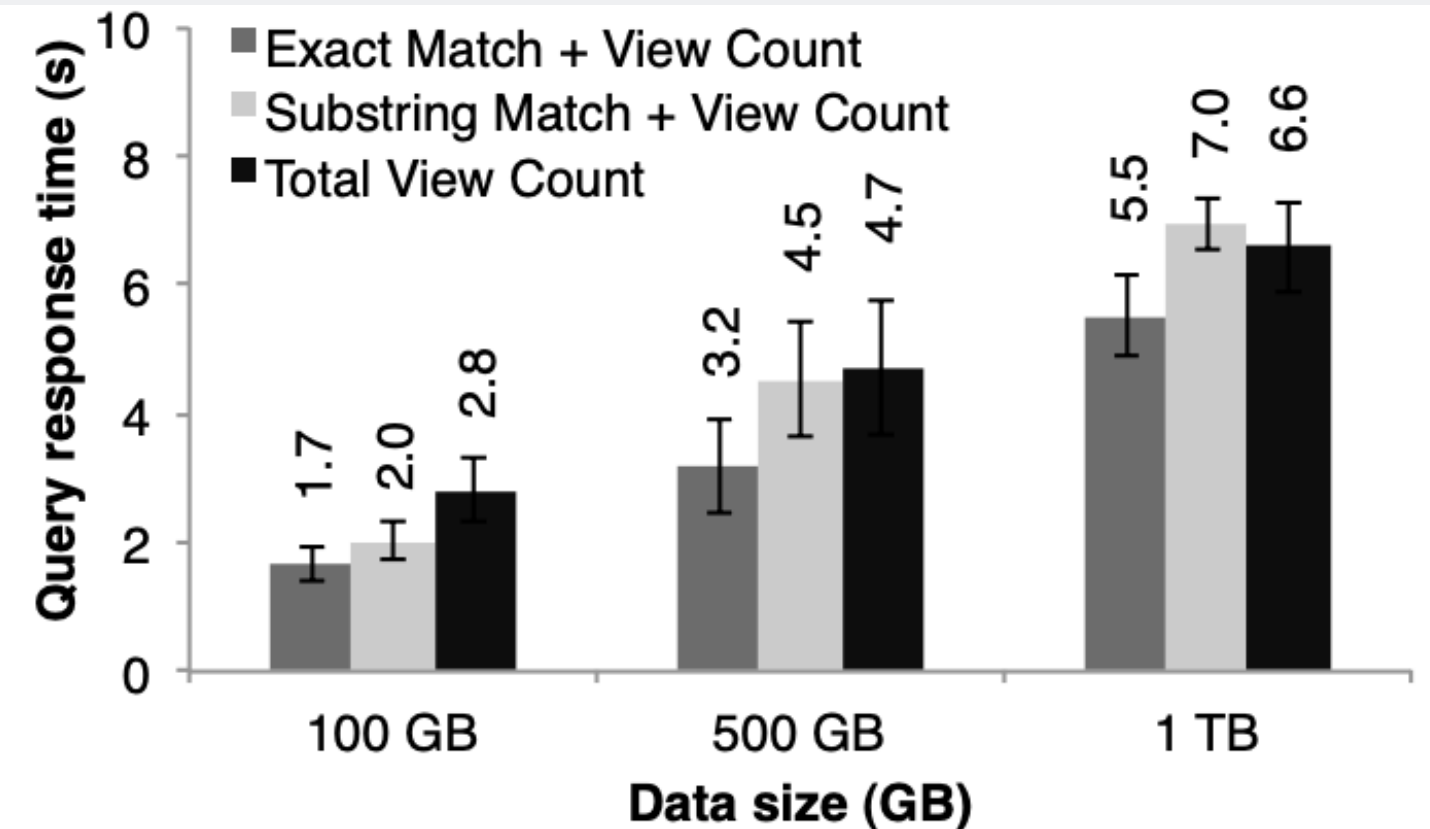 Query response time (s)
10
8
6
4
2
0
Exact Match + View Count
Substring Match + View Count
Total View Count
1.7
2.0
2.8
3.2
4.5
4.7
5.5
7.0
6.6
100 GB
500 GB
1 TB
Data size (GB)